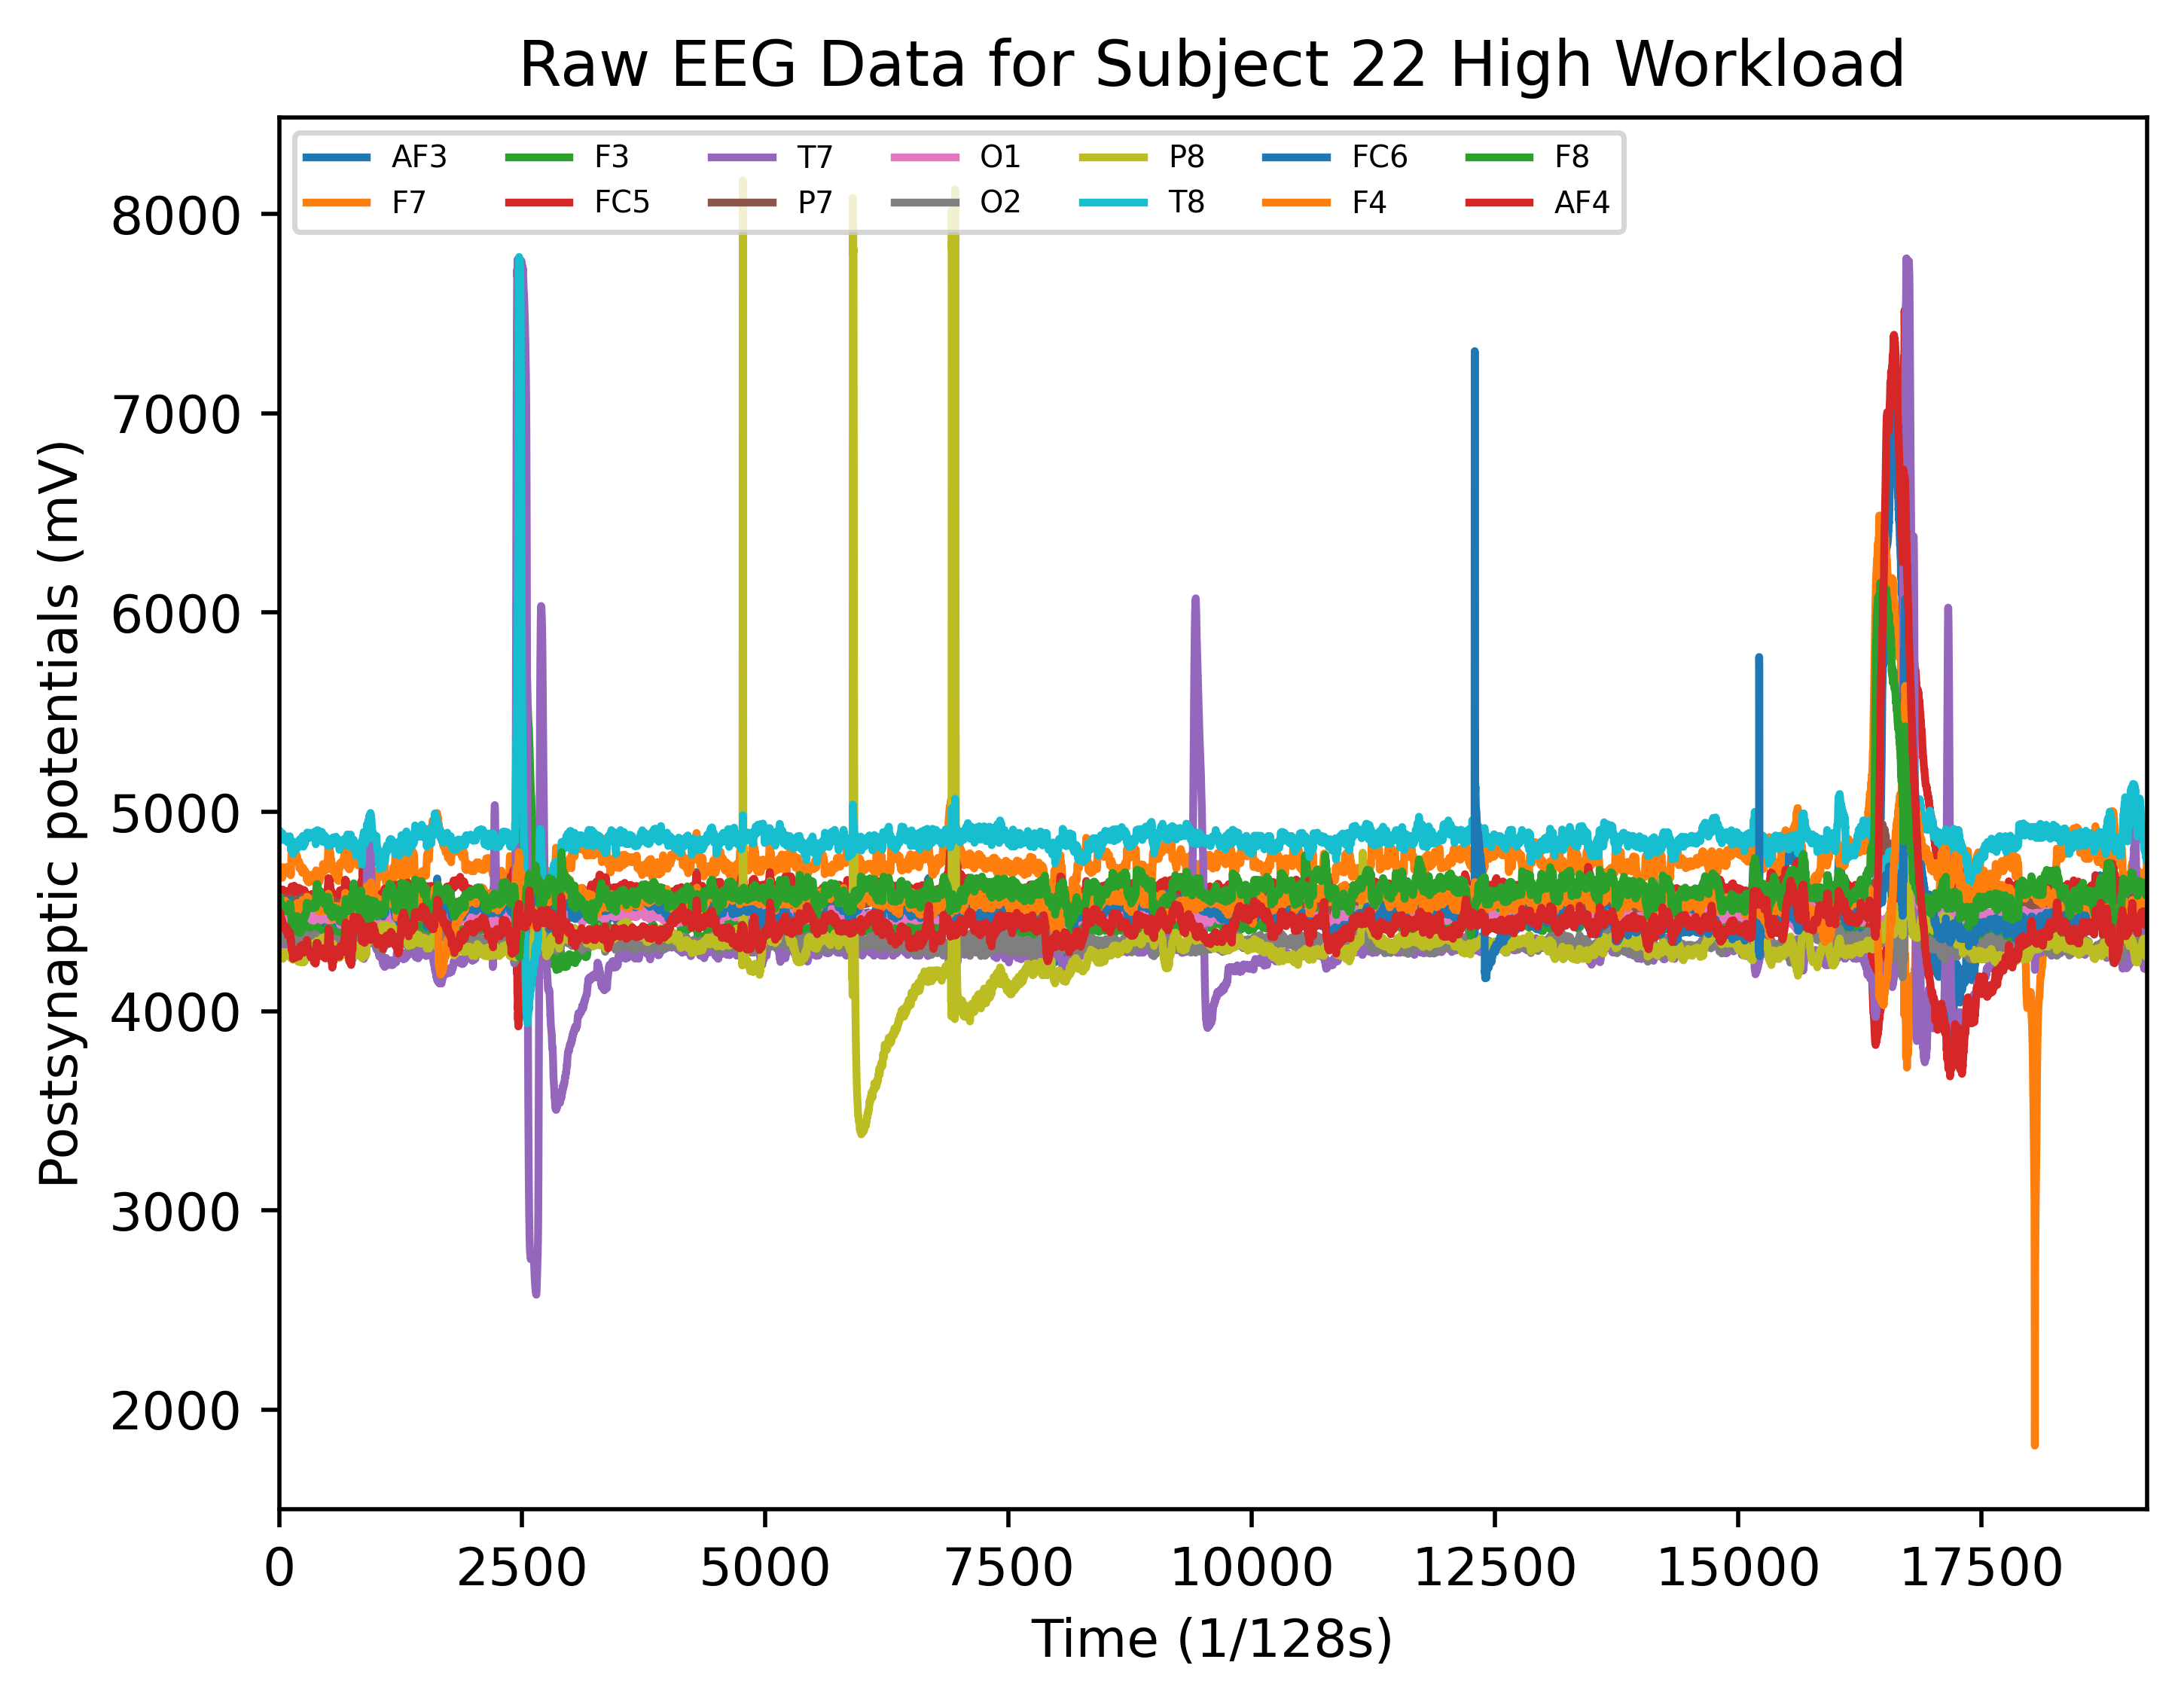 Raw EEG Data for Subject 22 High Workload
AF3 F3 T7 O1 P8 FC6 F8
F7 FC5 P7 O2 T8 F4 AF4
8000
7000
6000
5000
4000
3000
2000
Postsynaptic potentials (mV)
0 2500 5000 7500 10000 12500 15000 17500
Time (1/128s)